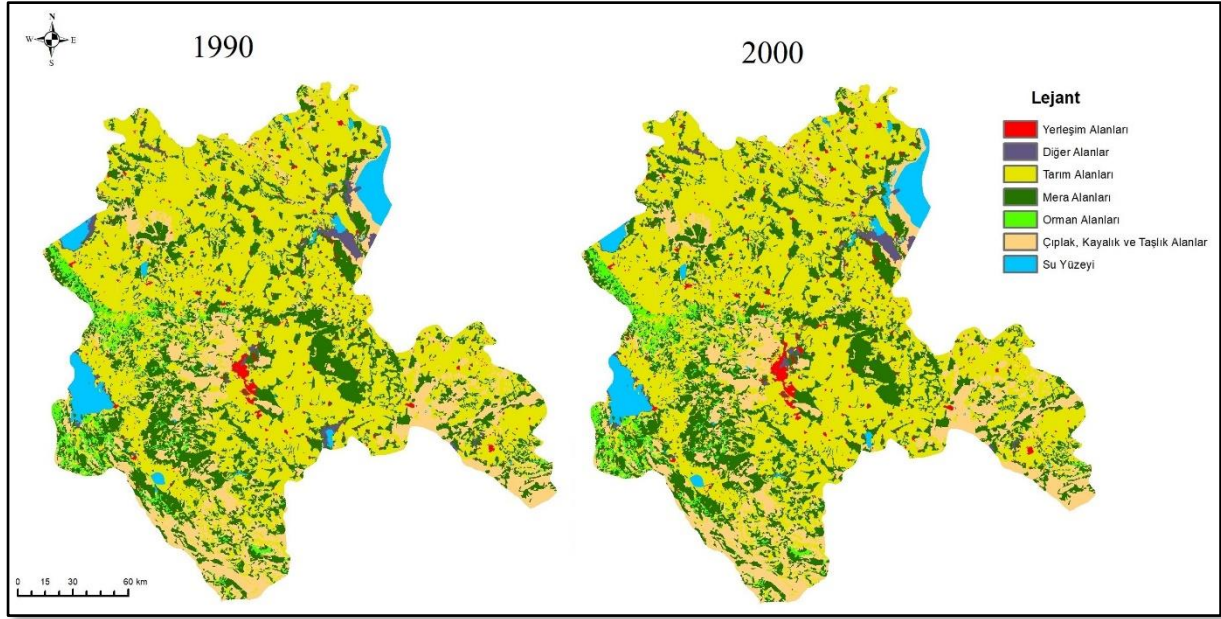 N
W E
S
1990
2000
Lejant
Yerleşim Alanları
Diğer Alanlar
Tarım Alanları
Mera Alanları
Orman Alanları
Çıplak, Kayalık ve Taşlık Alanlar
Su Yüzeyi
0 15 30 60 km